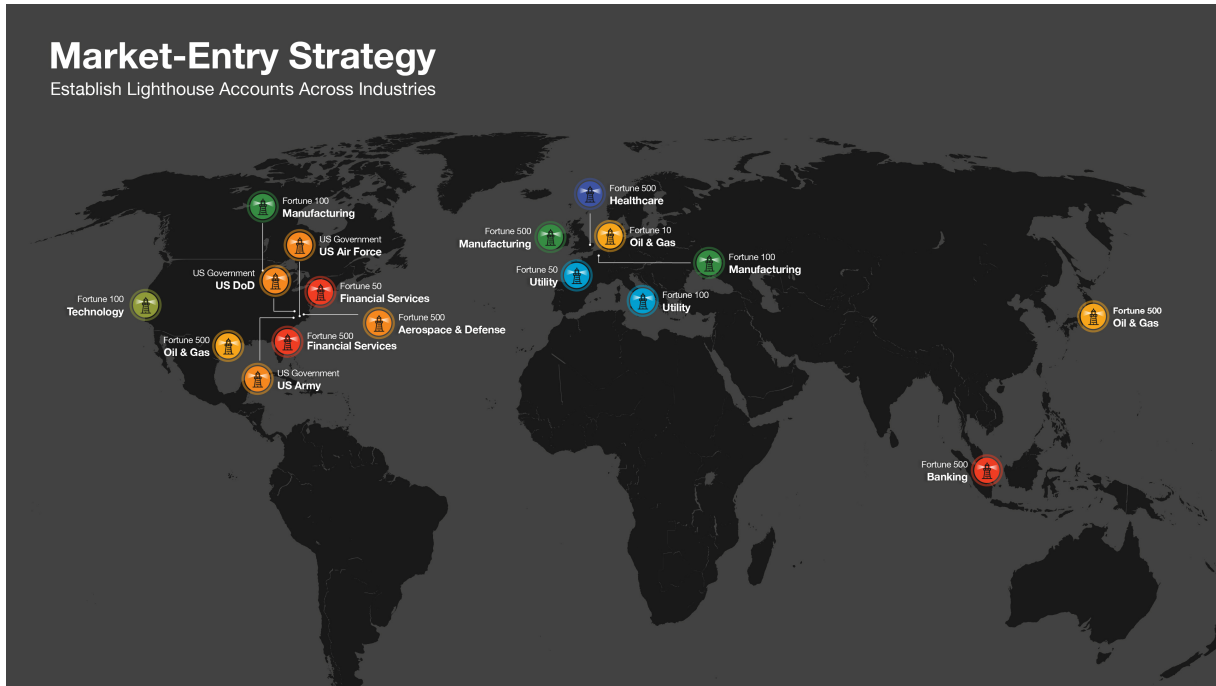 Market-Entry Strategy
Establish Lighthouse Accounts Across Industries
Fortune 100
Manufacturing
US Government
US Air Force
US Government
US DoD
Fortune 50
Financial Services
Fortune 100
Technology
Fortune 500
Aerospace & Defense
Fortune 500
Oil & Gas
Fortune 500
Financial Services
US Government
US Army
Fortune 500
Healthcare
Fortune 500
Manufacturing
Fortune 10
Oil & Gas
Fortune 100
Manufacturing
Fortune 50
Utility
Fortune 100
Utility
Fortune 500
Oil & Gas
Fortune 500
Banking